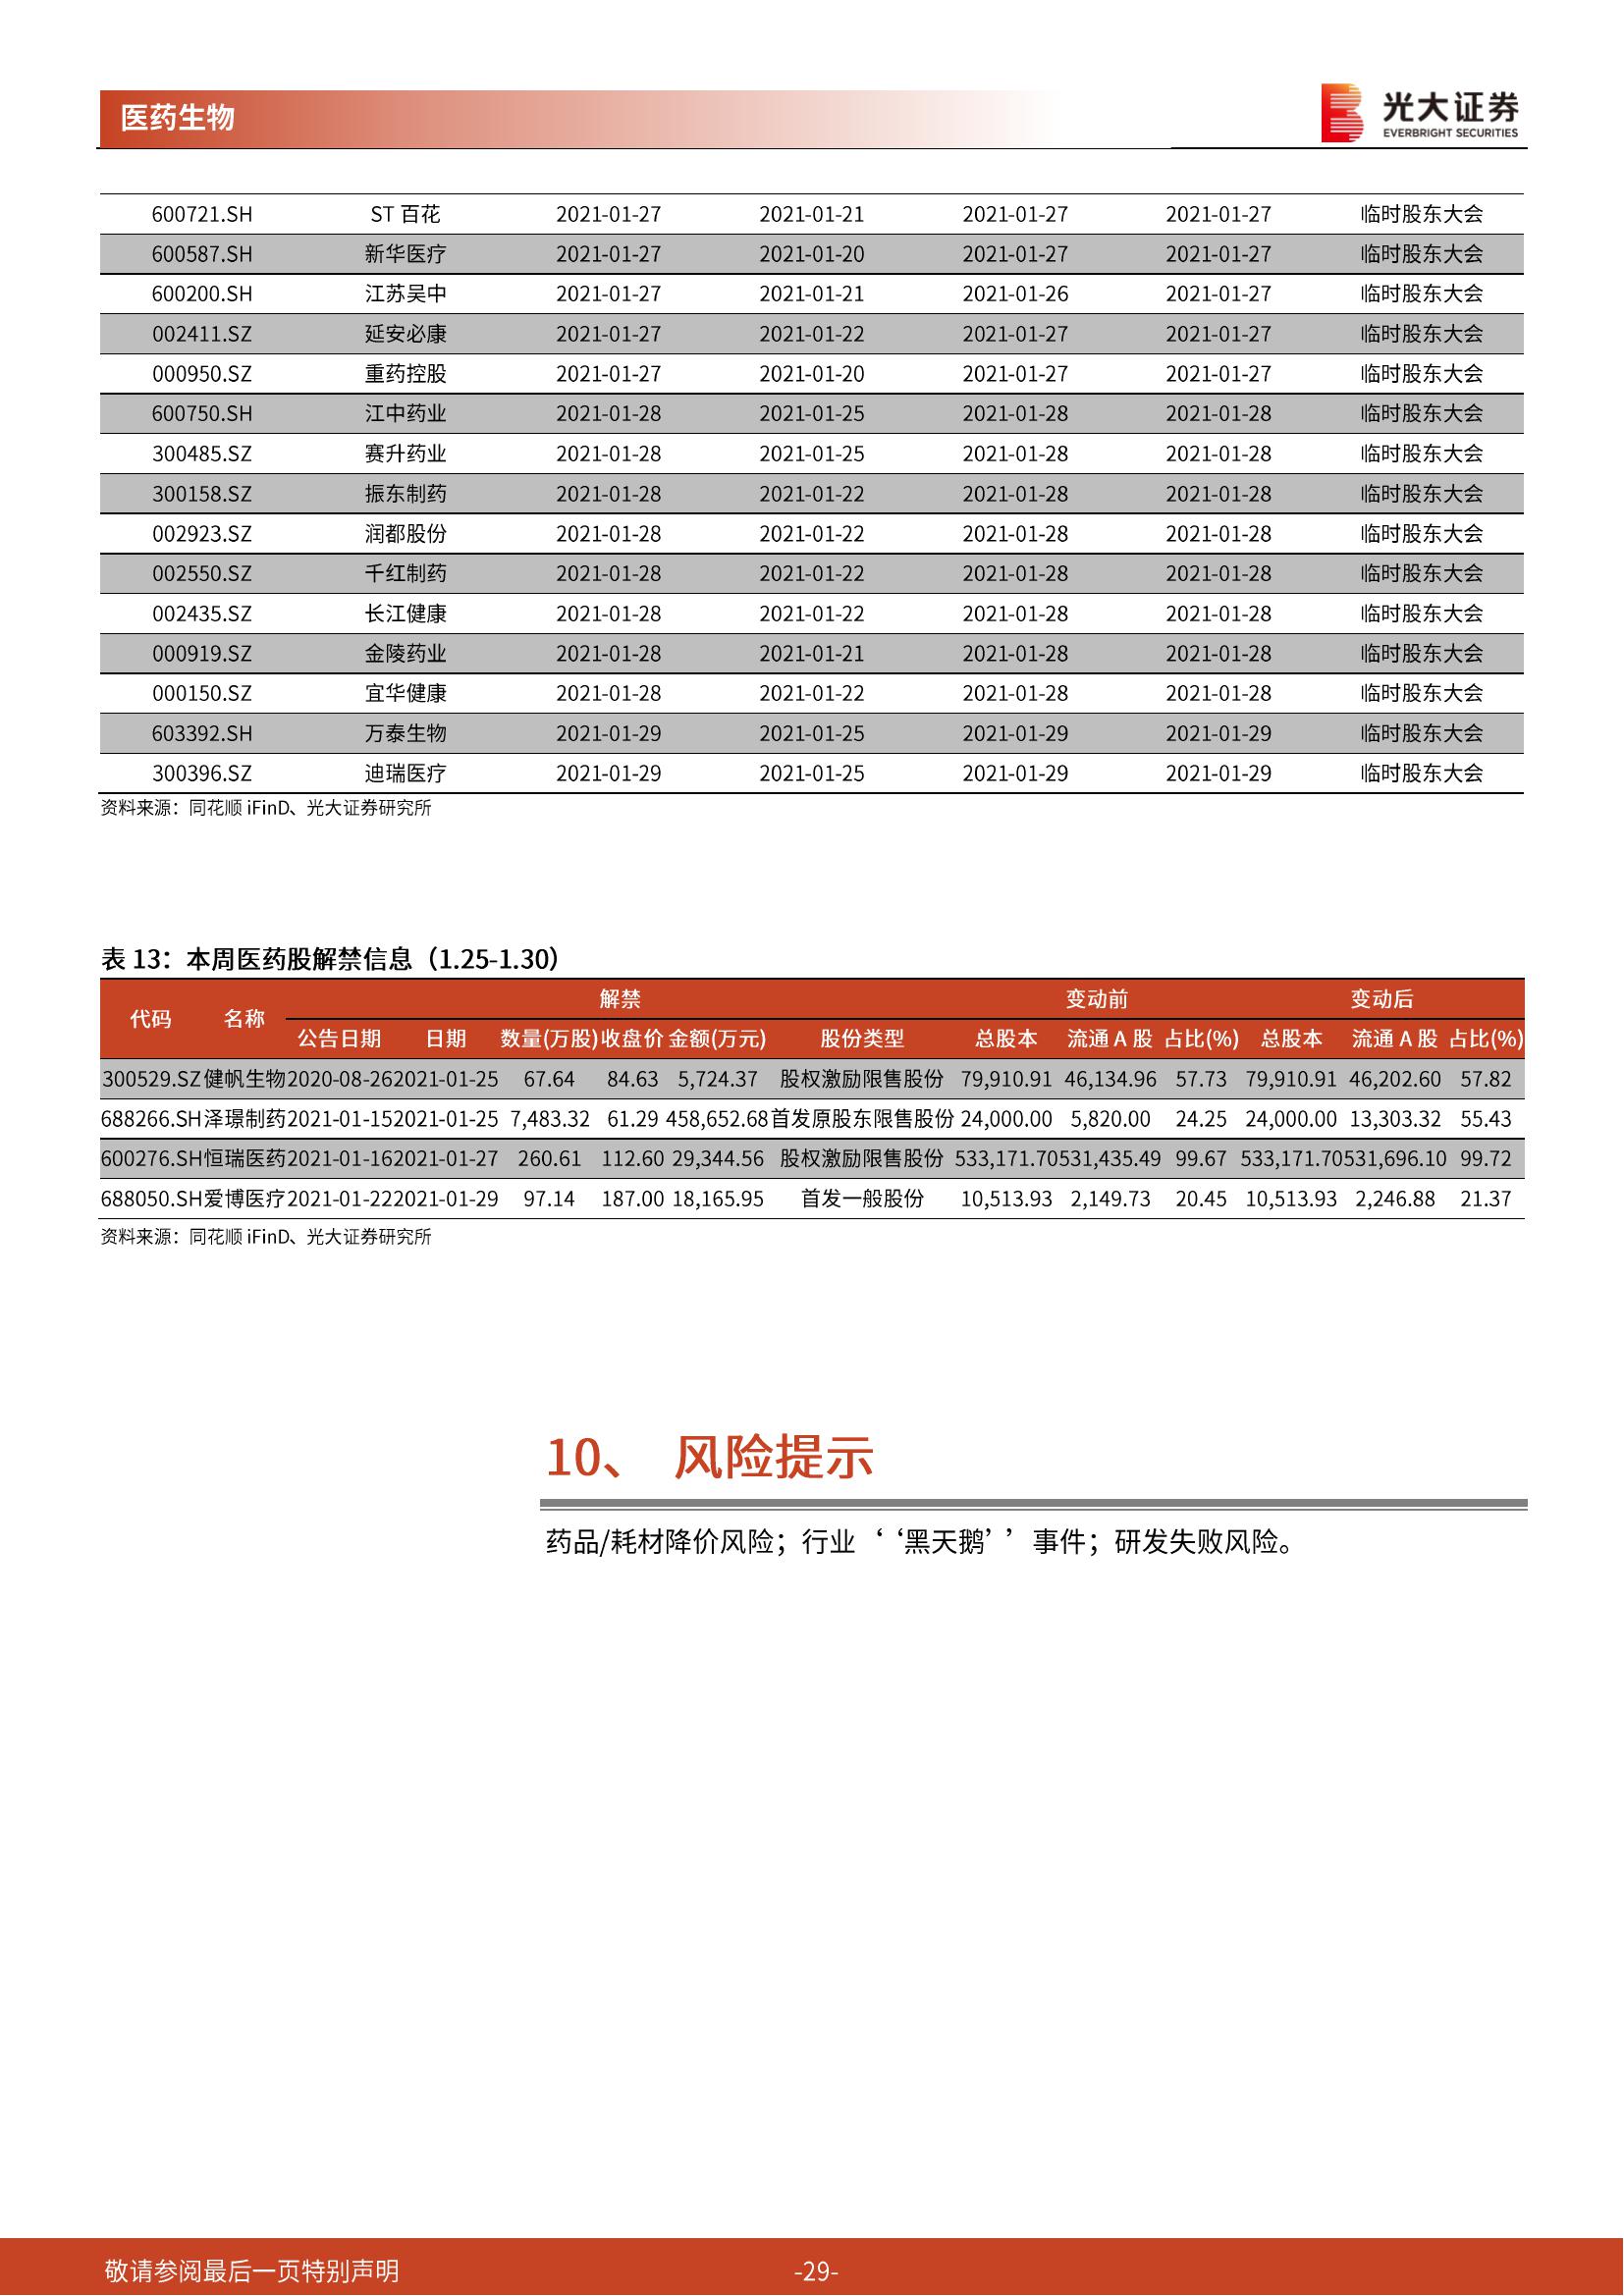 医药生物
光大证券
EVERBRIGHT SECURITIES
600721.SH ST 百花 2021-01-27 2021-01-21 2021-01-27 2021-01-27 临时股东大会
600587.SH 新华医疗 2021-01-27 2021-01-20 2021-01-27 2021-01-27 临时股东大会
600200.SH 江苏吴中 2021-01-27 2021-01-21 2021-01-26 2021-01-27 临时股东大会
002411.SZ 延安必康 2021-01-27 2021-01-22 2021-01-27 2021-01-27 临时股东大会
000950.SZ 重药控股 2021-01-27 2021-01-20 2021-01-27 2021-01-27 临时股东大会
600750.SH 江中药业 2021-01-28 2021-01-25 2021-01-28 2021-01-28 临时股东大会
300485.SZ 赛升药业 2021-01-28 2021-01-25 2021-01-28 2021-01-28 临时股东大会
300158.SZ 振东制药 2021-01-28 2021-01-22 2021-01-28 2021-01-28 临时股东大会
002923.SZ 润都股份 2021-01-28 2021-01-22 2021-01-28 2021-01-28 临时股东大会
002550.SZ 千红制药 2021-01-28 2021-01-22 2021-01-28 2021-01-28 临时股东大会
002435.SZ 长江健康 2021-01-28 2021-01-22 2021-01-28 2021-01-28 临时股东大会
000919.SZ 金陵药业 2021-01-28 2021-01-21 2021-01-28 2021-01-28 临时股东大会
000150.SZ 宜华健康 2021-01-28 2021-01-22 2021-01-28 2021-01-28 临时股东大会
603392.SH 万泰生物 2021-01-29 2021-01-25 2021-01-29 2021-01-29 临时股东大会
300396.SZ 迪瑞医疗 2021-01-29 2021-01-25 2021-01-29 2021-01-29 临时股东大会
资料来源：同花顺 iFinD、光大证券研究所
表 13：本周医药股解禁信息（1.25-1.30）
代码 名称 解禁 变动前 变动后
公告日期 日期 数量(万股) 收盘价 金额(万元) 股份类型 总股本 流通 A 股 占比(%) 总股本 流通 A 股 占比(%)
300529.SZ 健帆生物 2020-08-26 2021-01-25 67.64 84.63 5,724.37 股权激励限售股份 79,910.91 46,134.96 57.73 79,910.91 46,202.60 57.82
688266.SH 泽璟制药 2021-01-15 2021-01-25 7,483.32 61.29 458,652.68 首发原股东限售股份 24,000.00 5,820.00 24.25 24,000.00 13,303.32 55.43
600276.SH 恒瑞医药 2021-01-16 2021-01-27 260.61 112.60 29,344.56 股权激励限售股份 533,171.70 531,435.49 99.67 533,171.70 531,696.10 99.72
688050.SH 爱博医疗 2021-01-22 2021-01-29 97.14 187.00 18,165.95 首发一般股份 10,513.93 2,149.73 20.45 10,513.93 2,246.88 21.37
资料来源：同花顺 iFinD、光大证券研究所
10、 风险提示
药品/耗材降价风险；行业‘‘黑天鹅’’事件；研发失败风险。
敬请参阅最后一页特别声明 -29-